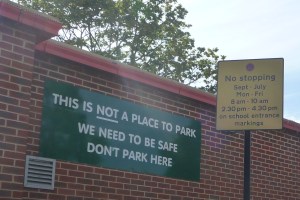 THIS IS NOT A PLACE TO PARK
WE NEED TO BE SAFE
DON'T PARK HERE
No stopping
Sept - July
Mon - Fri
8 am - 10 am
2.30 pm - 4.30 pm
on school entrance
markings